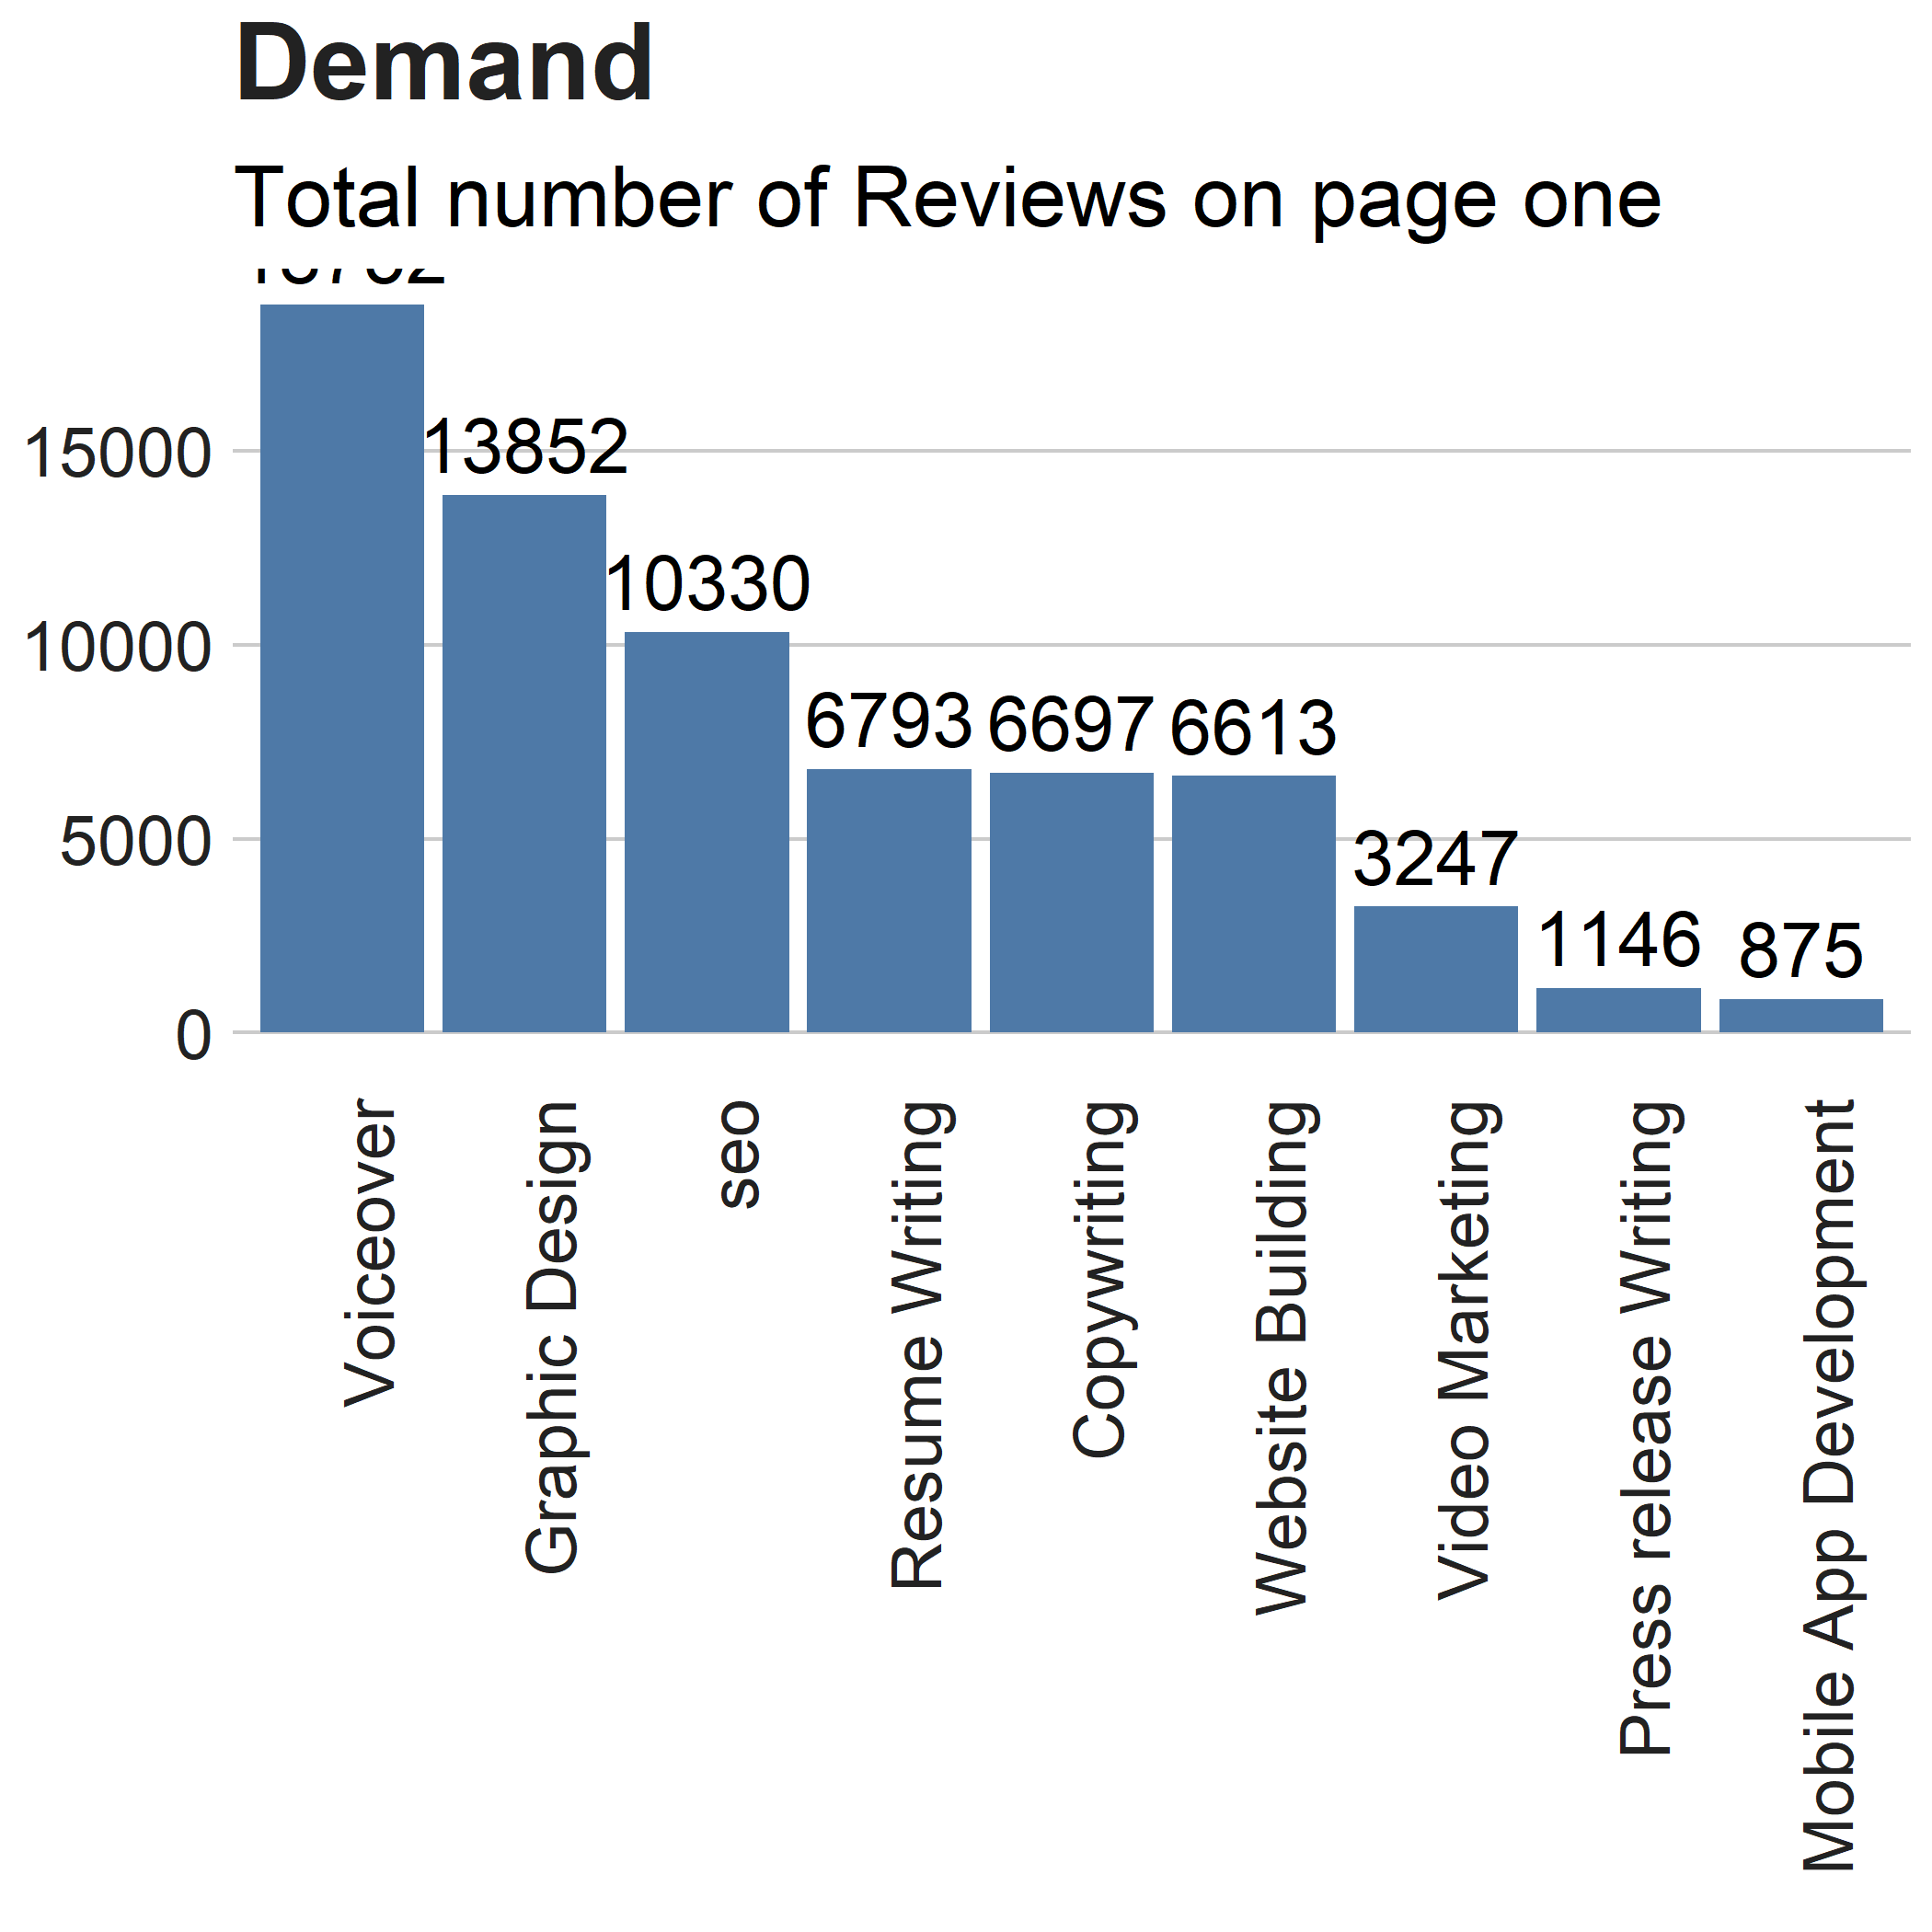 Demand
Total number of Reviews on page one
15000
10000
5000
0
13852
10330
6793
6697
6613
3247
1146
875
Voiceover
Graphic Design
seo
Resume Writing
Copywriting
Website Building
Video Marketing
Press release Writing
Mobile App Development